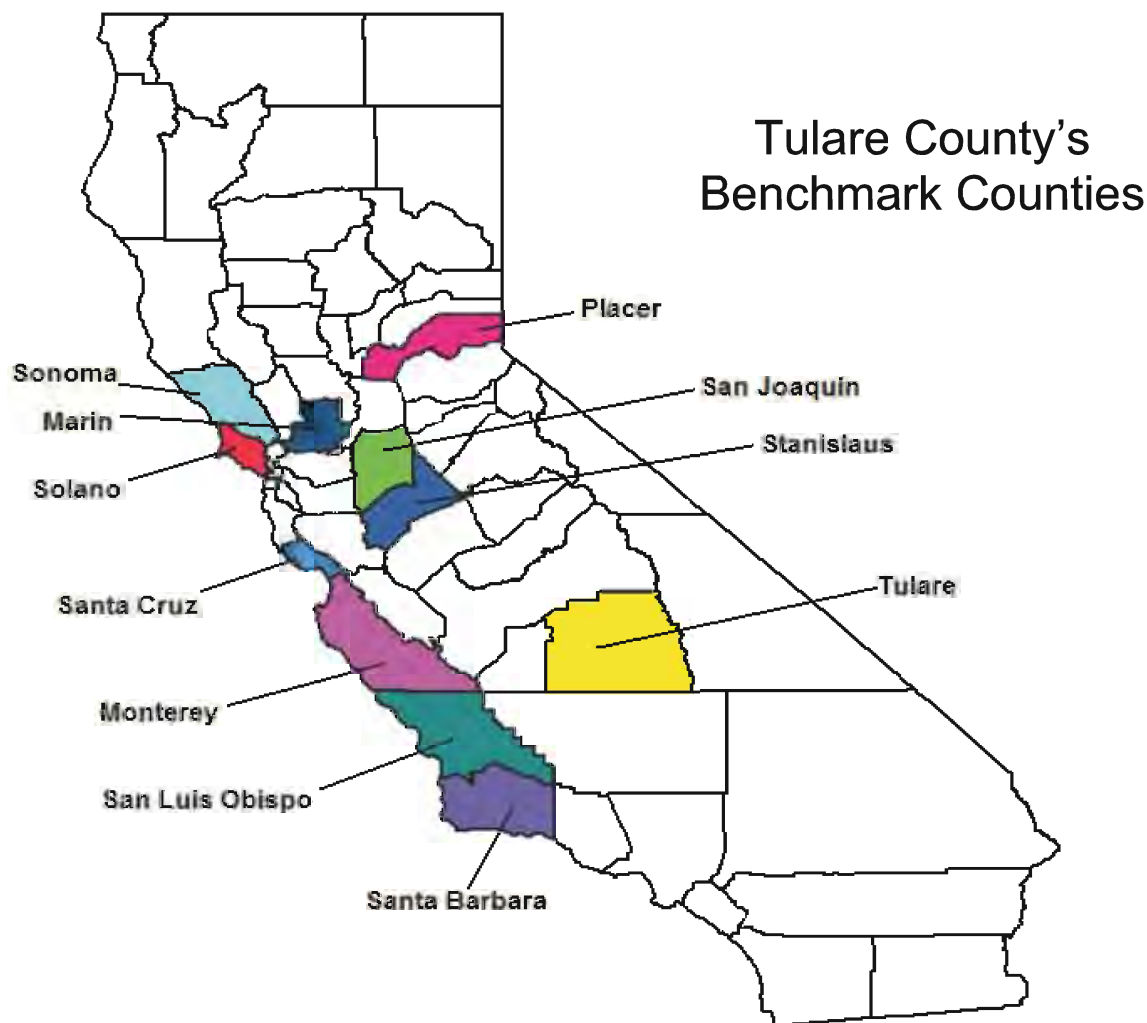 Tulare County’s
Benchmark Counties
Placer
Sonoma
San Joaquin
Marin
Stanislaus
Solano
Tulare
Santa Cruz
Monterey
San Luis Obispo
Santa Barbara